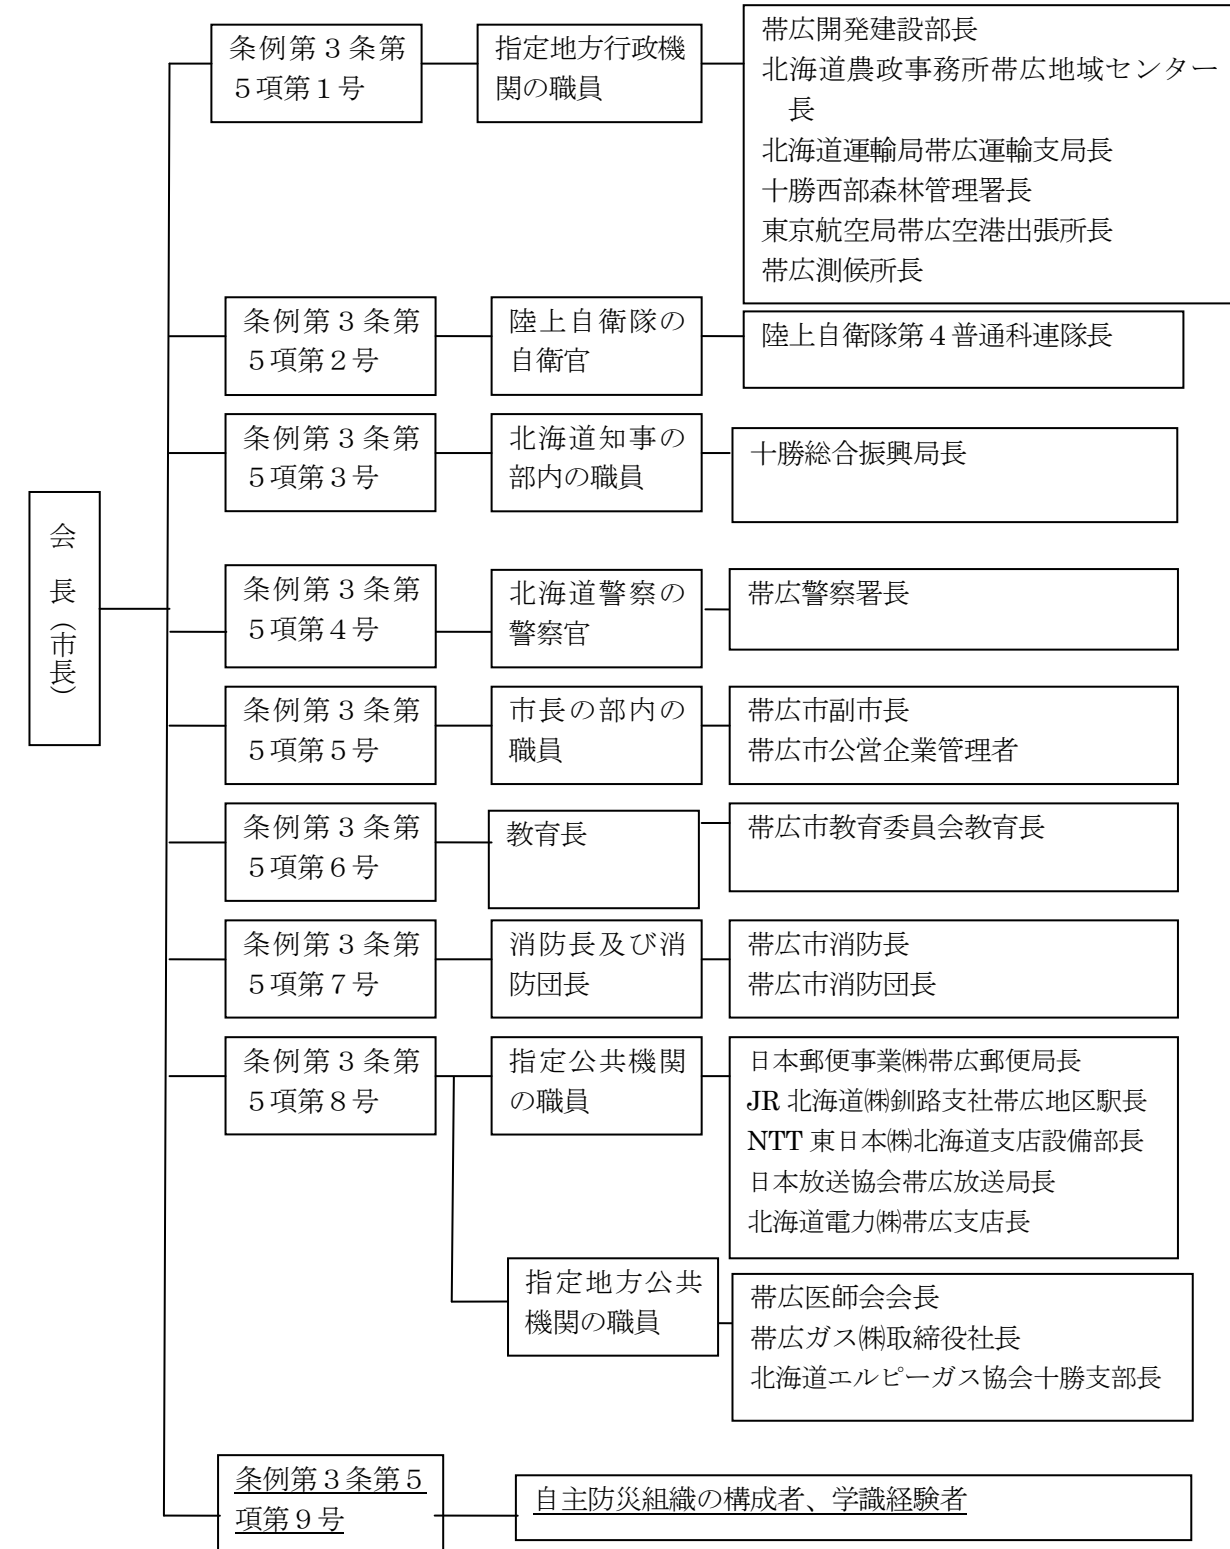 会長（市長）
条例第３条第
５項第１号
指定地方行政機
関の職員
帯広開発建設部長
北海道農政事務所帯広地域センター
長
北海道運輸局帯広運輸支局長
十勝西部森林管理署長
東京航空局帯広空港出張所長
帯広測候所長
条例第３条第
５項第２号
陸上自衛隊の
自衛官
陸上自衛隊第４普通科連隊長
条例第３条第
５項第３号
北海道知事の
部内の職員
十勝総合振興局長
条例第３条第
５項第４号
北海道警察の
警察官
帯広警察署長
条例第３条第
５項第５号
市長の部内の
職員
帯広市副市長
帯広市公営企業管理者
条例第３条第
５項第６号
教育長
帯広市教育委員会教育長
条例第３条第
５項第７号
消防長及び消
防団長
帯広市消防長
帯広市消防団長
条例第３条第
５項第８号
指定公共機関
の職員
日本郵便事業㈱帯広郵便局長
JR 北海道㈱釧路支社帯広地区駅長
NTT 東日本㈱北海道支店設備部長
日本放送協会帯広放送局長
北海道電力㈱帯広支店長
指定地方公共
機関の職員
帯広医師会会長
帯広ガス㈱取締役社長
北海道エルピーガス協会十勝支部長
条例第３条第５
項第９号
自主防災組織の構成者、学識経験者